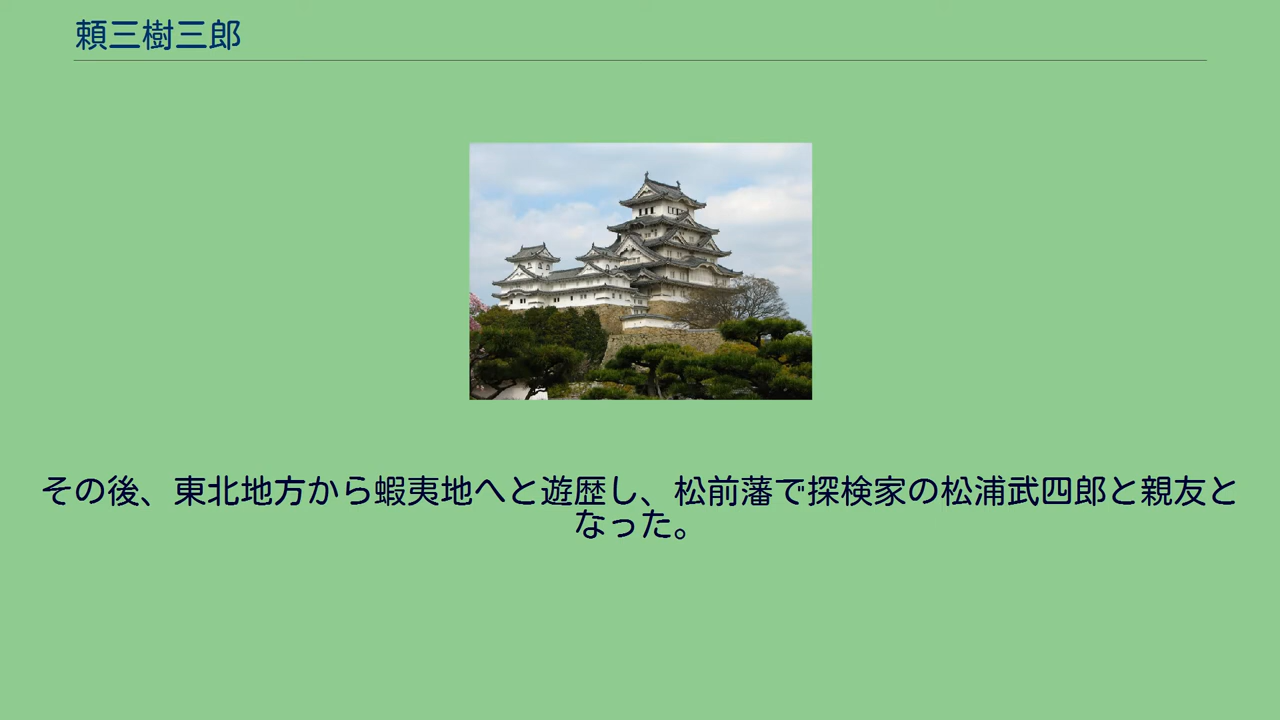 頼三樹三郎
その後、東北地方から蝦夷地へと遊歴し、松前藩で探検家の松浦武四郎と親友と
なった。